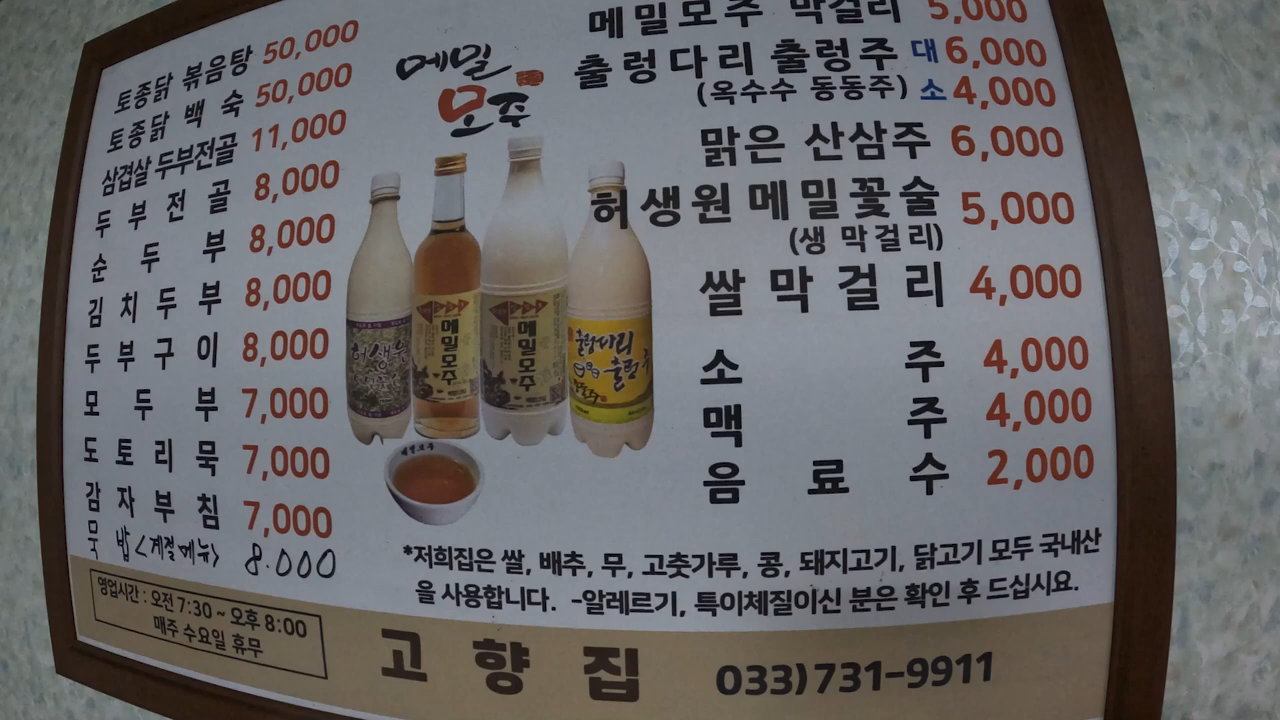 토종닭 볶음탕 50,000
토종닭 백숙 50,000
삼겹살 두부전골 11,000
두부전골 8,000
순두부 8,000
김치두부 8,000
두부구이 8,000
모두부 7,000
도토리묵 7,000
감자부침 7,000
묵밥<계절메뉴> 8.000
메밀
모주
허생원
메밀모주
메밀모주
출렁다리
출렁주
메밀모주
메밀모주 막걸리 5,000
출렁다리 출렁주 대 6,000
(옥수수 동동주) 소 4,000
맑은 산삼주 6,000
허생원 메밀꽃술 5,000
(생 막걸리)
쌀막걸리 4,000
소주 4,000
맥주 4,000
음료수 2,000
*저희집은 쌀, 배추, 무, 고춧가루, 콩, 돼지고기, 닭고기 모두 국내산
을 사용합니다. -알레르기, 특이체질이신 분은 확인 후 드십시요.
영업시간 : 오전 7:30 ~ 오후 8:00
매주 수요일 휴무
고향집 033)731-9911